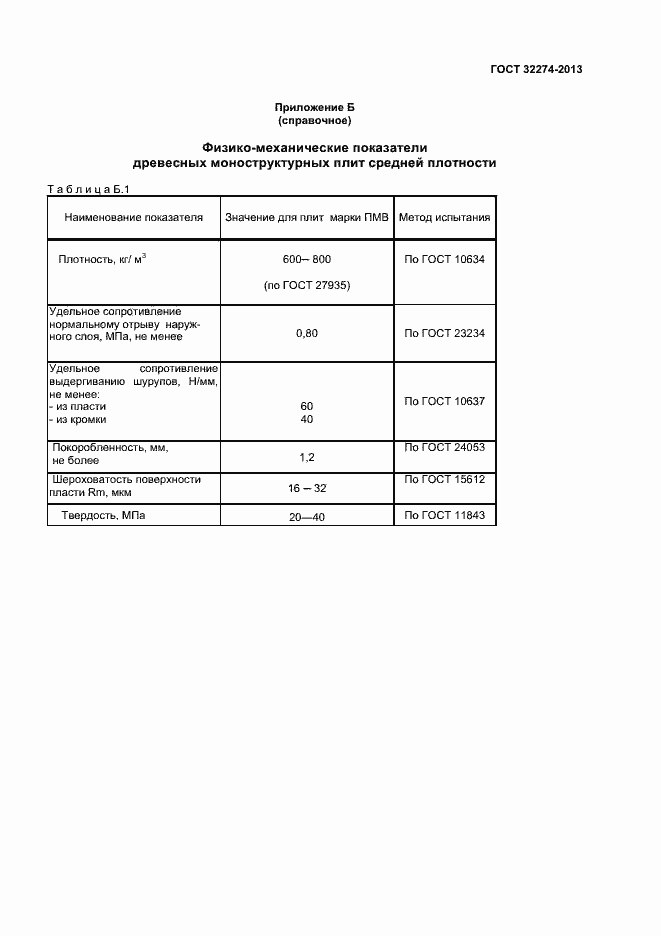 ГОСТ 32274-2013
Приложение Б
(справочное)
Физико-механические показатели
древесных моноструктурных плит средней плотности
Т а б л и ц а Б.1
Наименование показателя Значение для плит марки ПМВ Метод испытания
Плотность, кг/ м³ 600— 800 По ГОСТ 10634
(по ГОСТ 27935)
Удельное сопротивление
нормальному отрыву наруж-
ного слоя, МПа, не менее 0,80 По ГОСТ 23234
Удельное сопротивление
выдергиванию шурупов, Н/мм,
не менее: По ГОСТ 10637
- из пласти 60
- из кромки 40
Покоробленность, мм, По ГОСТ 24053
не более 1,2
Шероховатость поверхности По ГОСТ 15612
пласти Rm, мкм 16 – 32
Твердость, МПа 20—40 По ГОСТ 11843